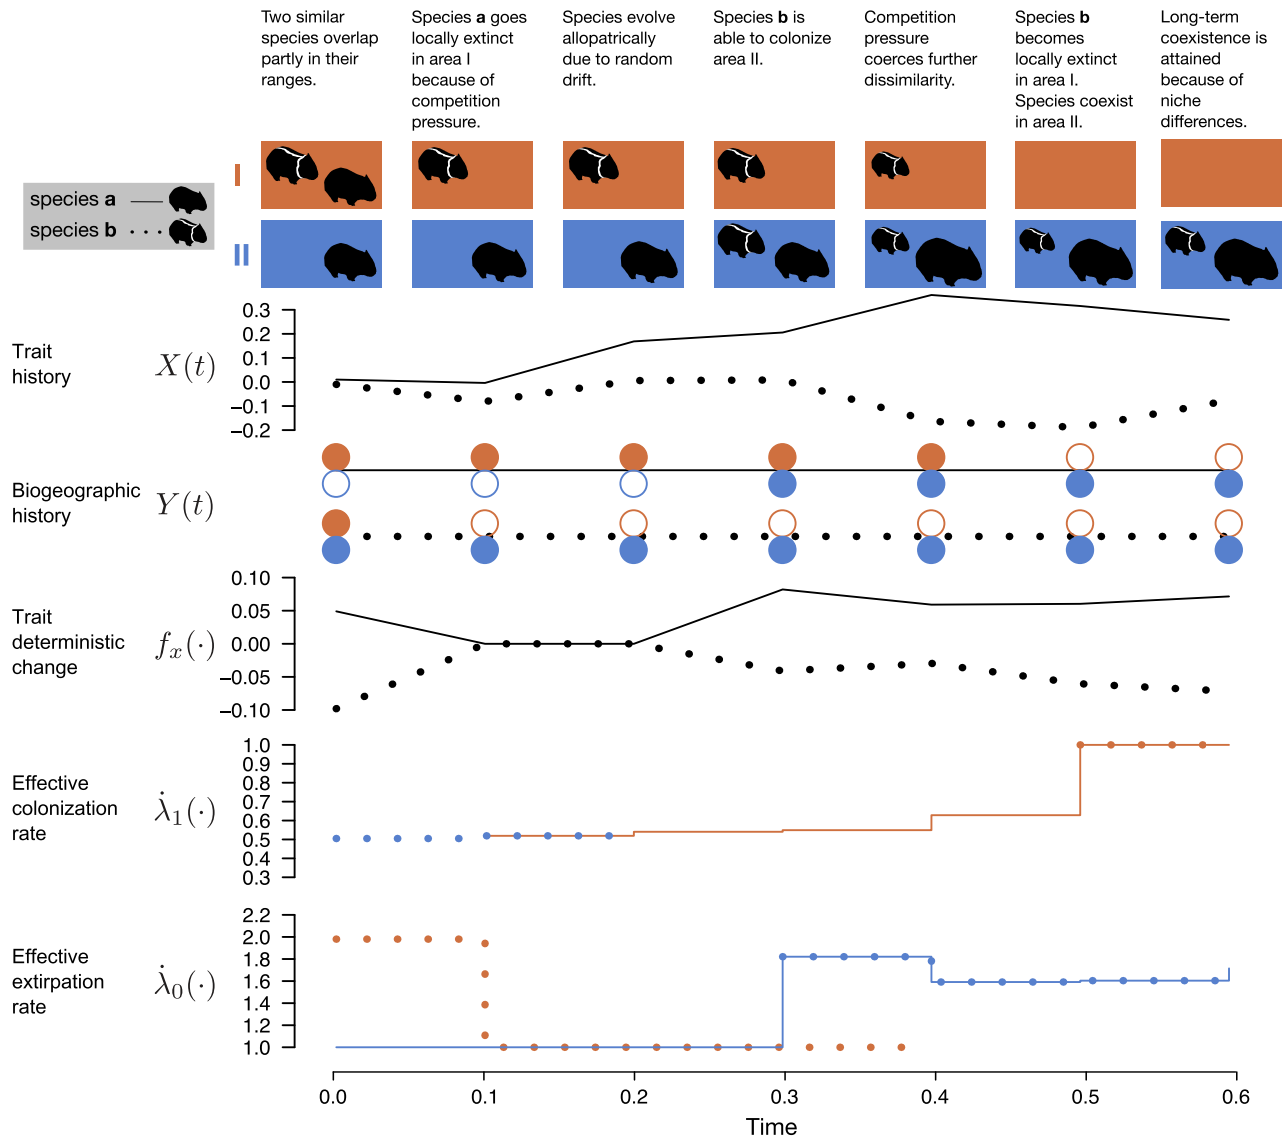 Two similar
species overlap
partly in their
ranges.
Species a goes
locally extinct
in area I
because of
competition
pressure.
Species evolve
allopatrically
due to random
drift.
Species b is
able to colonize
area II.
Competition
pressure
coerces further
dissimilarity.
Species b
becomes
locally extinct
in area I.
Species coexist
in area II.
Long-term
coexistence is
attained
because of
niche
differences.
I
II
species a
species b
Trait
history
X(t)
0.3
0.2
0.1
0.0
−0.1
−0.2
Biogeographic
history
Y(t)
Trait
deterministic
change
f_x(·)
0.10
0.05
0.00
−0.05
−0.10
Effective
colonization
rate
λ̇₁(·)
1.0
0.9
0.8
0.7
0.6
0.5
0.4
0.3
Effective
extirpation
rate
λ̇₀(·)
2.2
2.0
1.8
1.6
1.4
1.2
1.0
0.0 0.1 0.2 0.3 0.4 0.5 0.6
Time